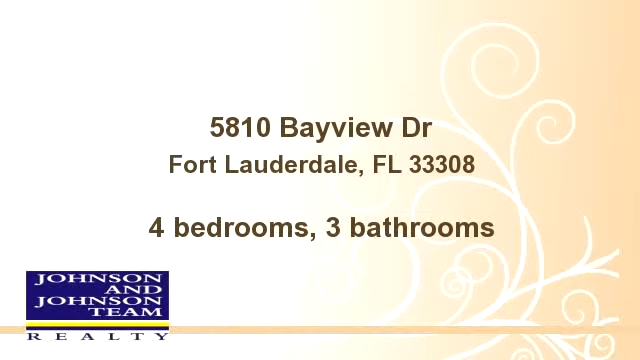 5810 Bayview Dr
Fort Lauderdale, FL 33308
4 bedrooms, 3 bathrooms
JOHNSON
AND
JOHNSON
TEAM
REALTY